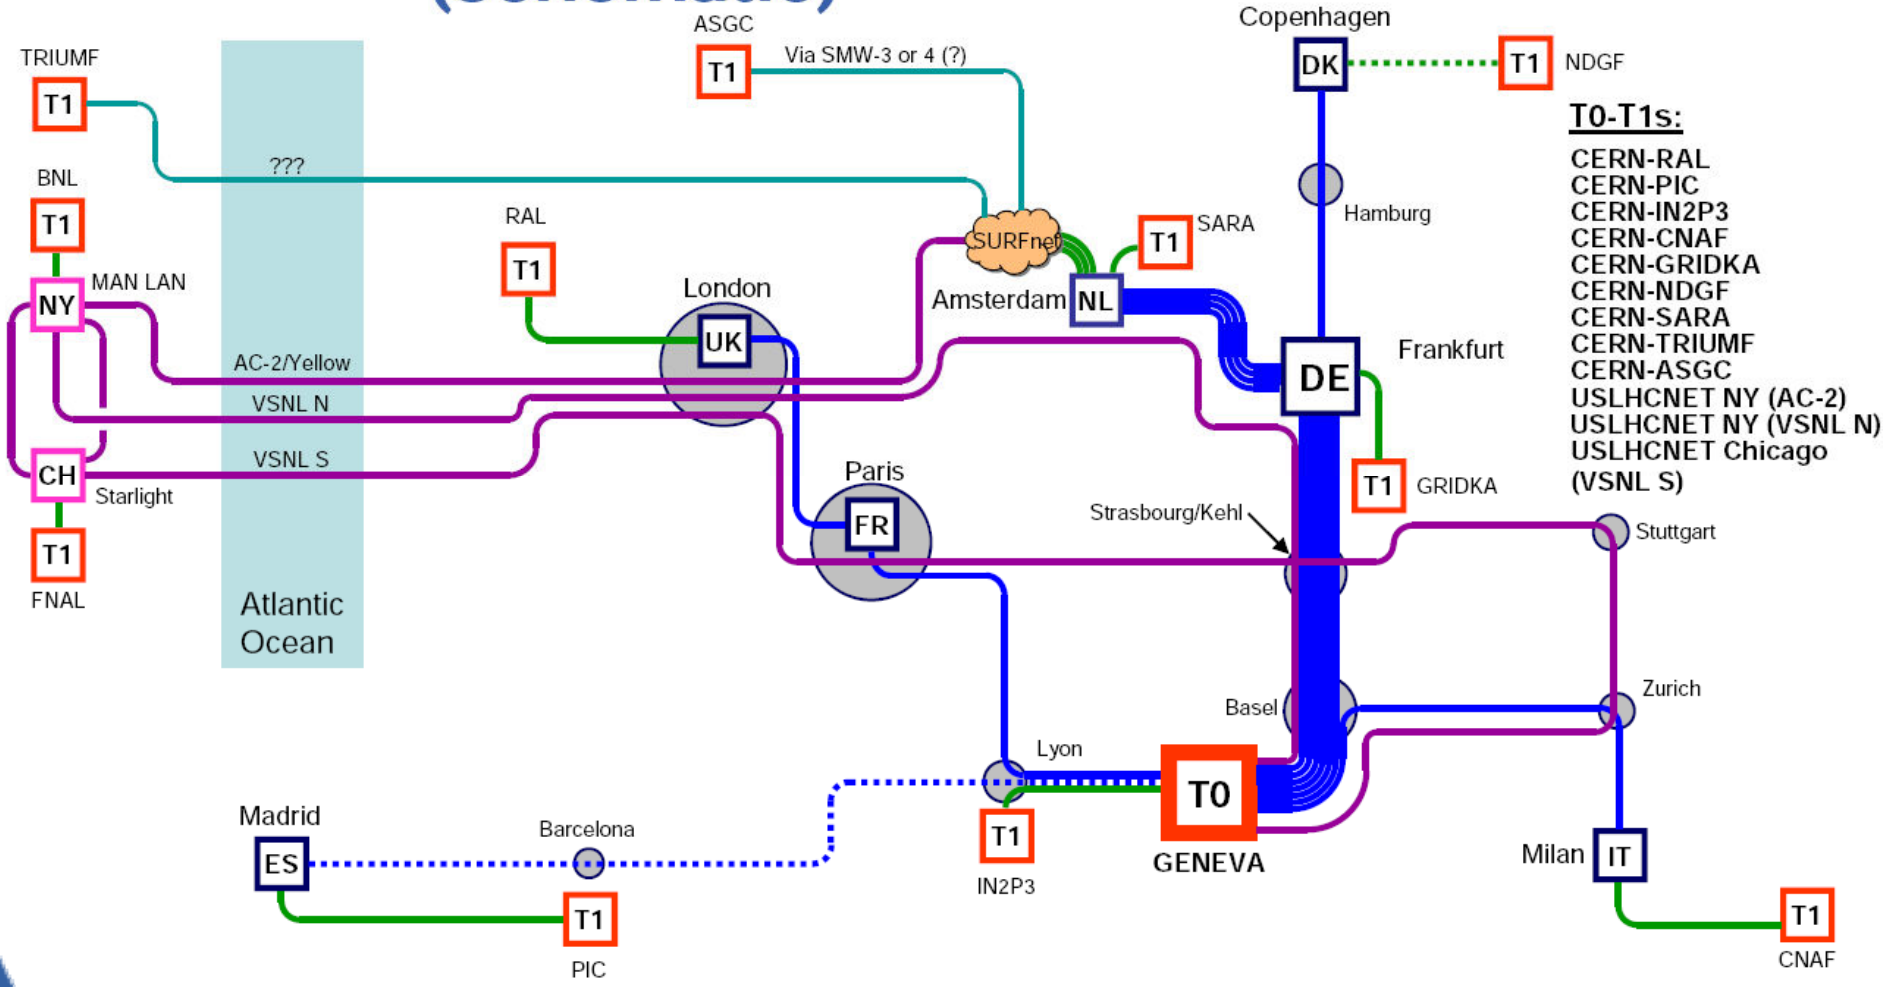 (Schematic)
ASGC
Copenhagen
TRIUMF
T1
T1
Via SMW-3 or 4 (?)
DK
T1
NDGF
T0-T1s:
CERN-RAL
CERN-PIC
CERN-IN2P3
CERN-CNAF
CERN-GRIDKA
CERN-NDGF
CERN-SARA
CERN-TRIUMF
CERN-ASGC
USLHCNET NY (AC-2)
USLHCNET NY (VSNL N)
USLHCNET Chicago
(VSNL S)
???
BNL
T1
RAL
T1
SURFnet
T1
SARA
Hamburg
NY
MAN LAN
London
UK
Amsterdam
NL
AC-2/Yellow
VSNL N
VSNL S
DE
Frankfurt
CH
Starlight
T1
FNAL
Paris
FR
T1
GRIDKA
Strasbourg/Kehl
Stuttgart
Atlantic
Ocean
Basel
Zurich
Lyon
T0
GENEVA
Madrid
ES
Barcelona
T1
PIC
T1
IN2P3
Milan
IT
T1
CNAF